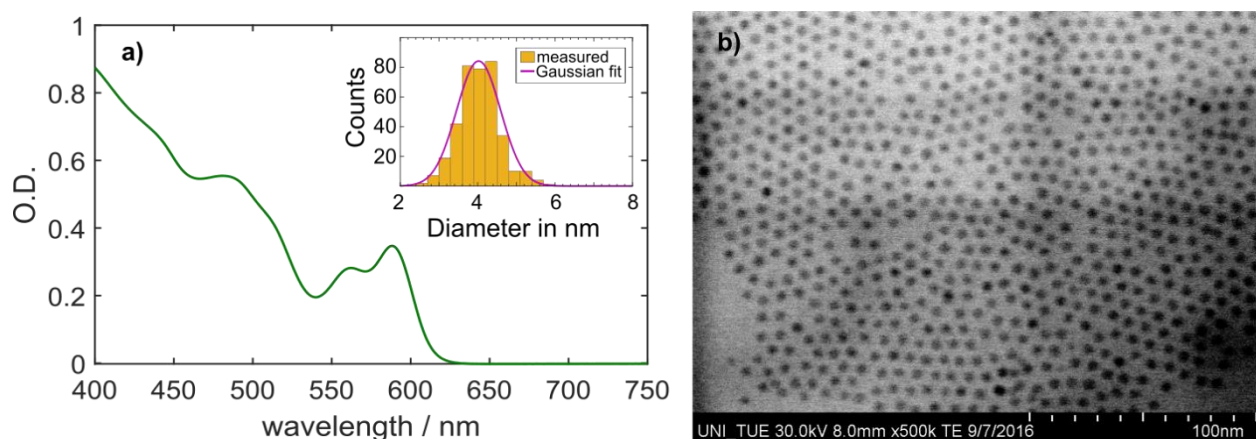 a)
O.D.
1
0.8
0.6
0.4
0.2
0
400 450 500 550 600 650 700 750
wavelength / nm
measured
Gaussian fit
Counts
80
60
40
20
2 4 6 8
Diameter in nm
b)
UNI TUE 30.0kV 8.0mm x500k TE 9/7/2016 100nm